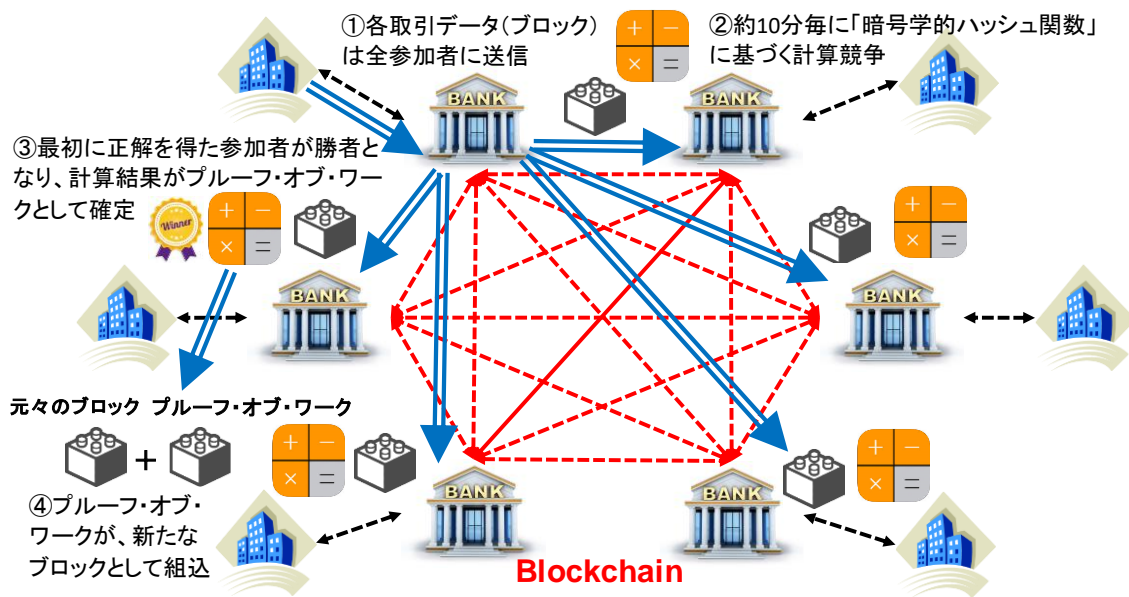 ①各取引データ(ブロック)
は全参加者に送信
②約10分毎に「暗号学的ハッシュ関数」
に基づく計算競争
BANK
BANK
③最初に正解を得た参加者が勝者と
なり、計算結果がプルーフ・オブ・ワー
クとして確定
Winner
BANK
BANK
元々のブロック プルーフ・オブ・ワーク
+
④プルーフ・オブ・
ワークが、新たな
ブロックとして組込
BANK
BANK
Blockchain